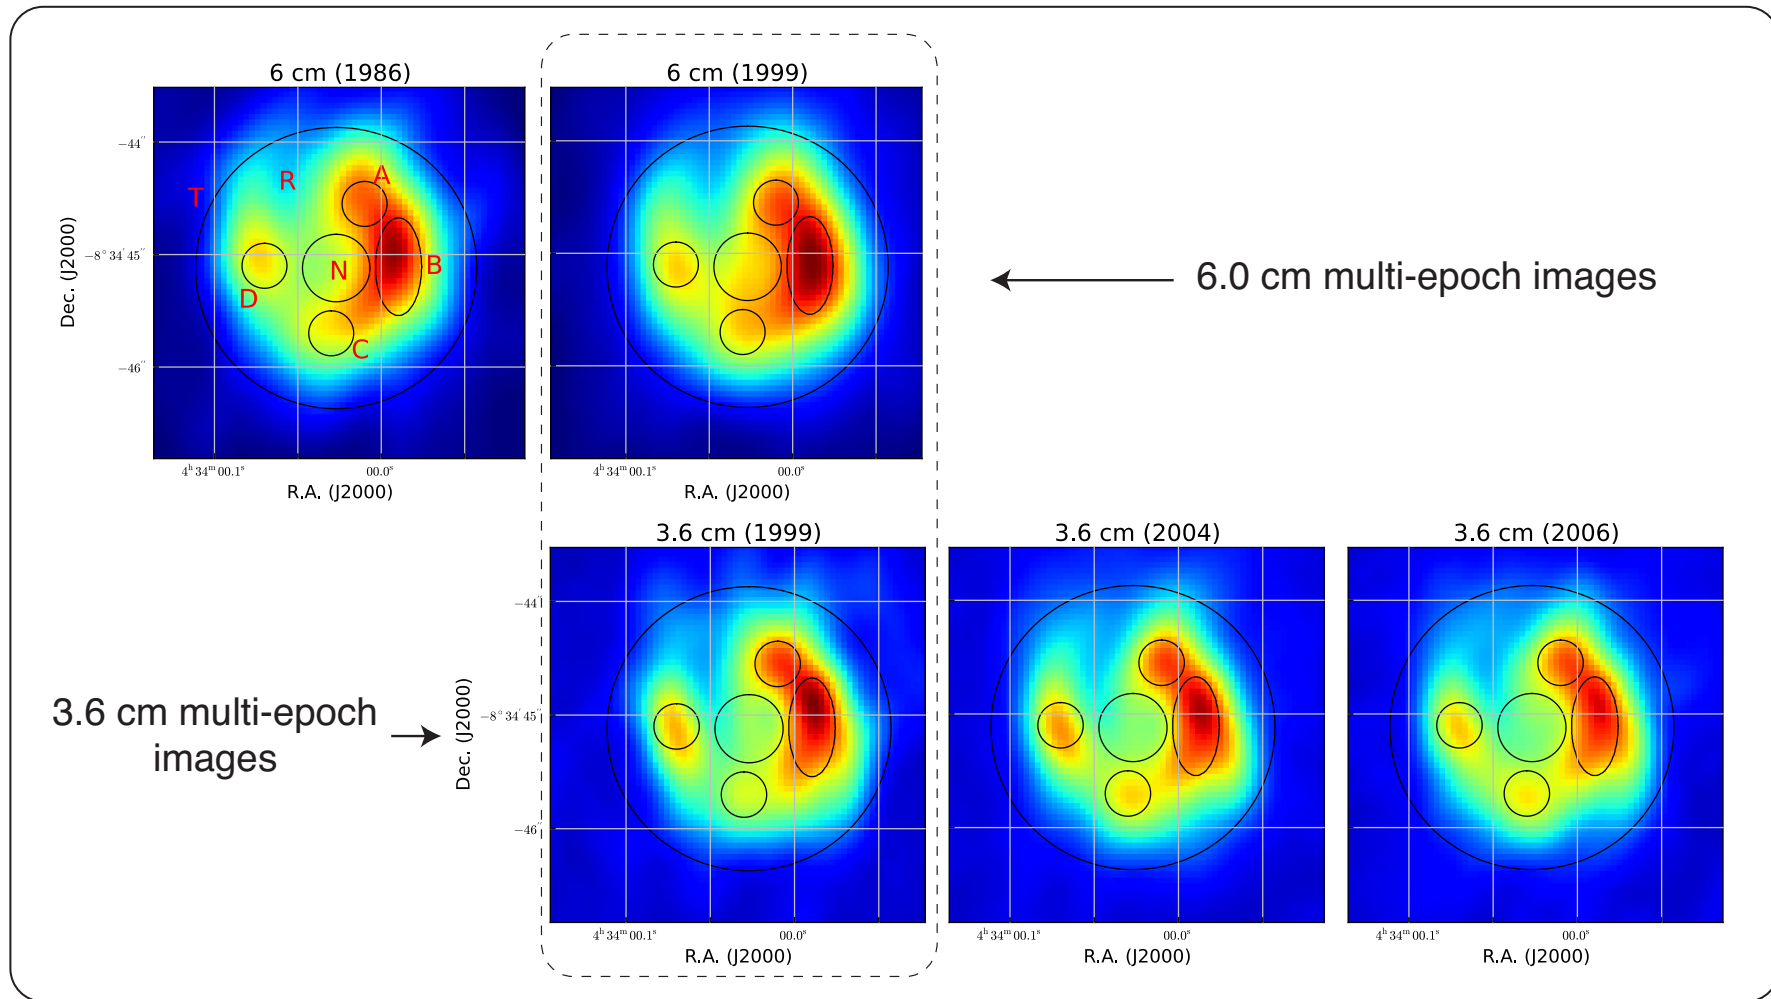 6 cm (1986)
6 cm (1999)
−44″
−8° 34′ 45″
−46″
Dec. (J2000)
T
R
A
N
B
D
C
4ʰ 34ᵐ 00.1ˢ
00.0ˢ
R.A. (J2000)
4ʰ 34ᵐ 00.1ˢ
00.0ˢ
R.A. (J2000)
6.0 cm multi-epoch images
3.6 cm (1999)
3.6 cm (2004)
3.6 cm (2006)
3.6 cm multi-epoch
images
−44″
−8° 34′ 45″
−46″
Dec. (J2000)
4ʰ 34ᵐ 00.1ˢ
00.0ˢ
R.A. (J2000)
4ʰ 34ᵐ 00.1ˢ
00.0ˢ
R.A. (J2000)
4ʰ 34ᵐ 00.1ˢ
00.0ˢ
R.A. (J2000)